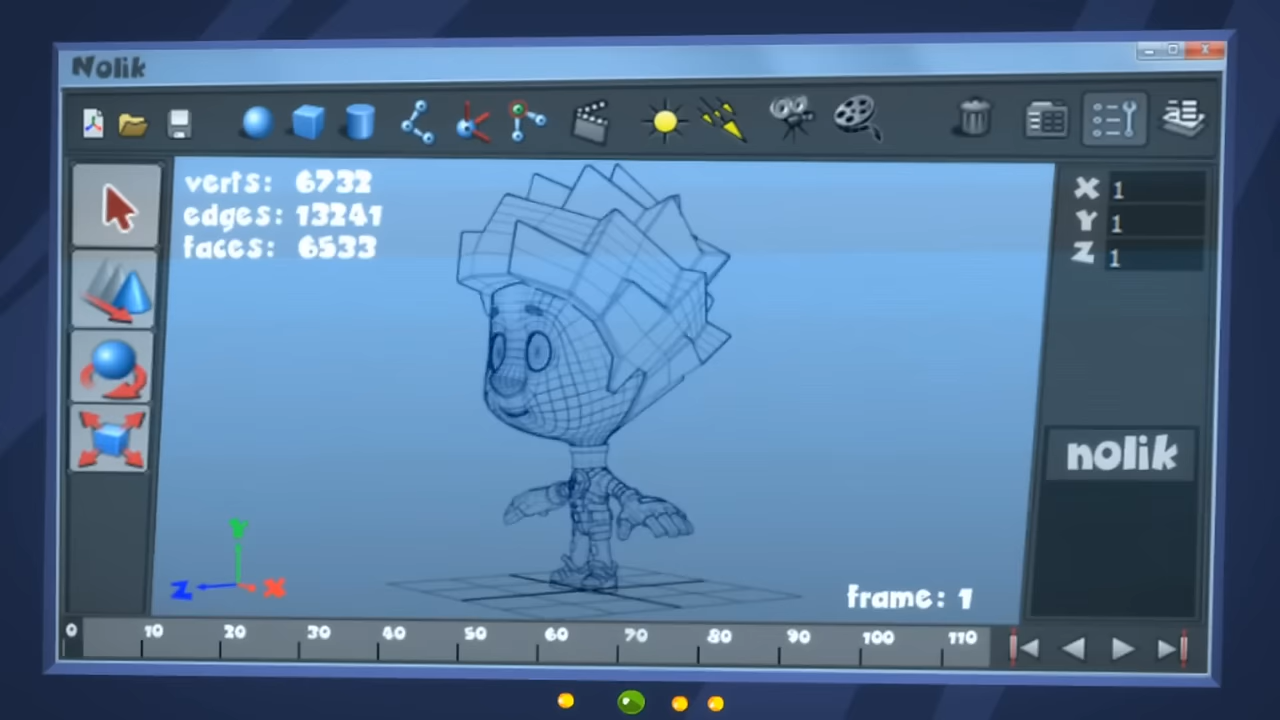 Nolik
verts: 6732
edges: 13241
faces: 6533
X 1
Y 1
Z 1
nolik
Y
Z X
frame: 1
0 10 20 30 40 50 60 70 80 90 100 110